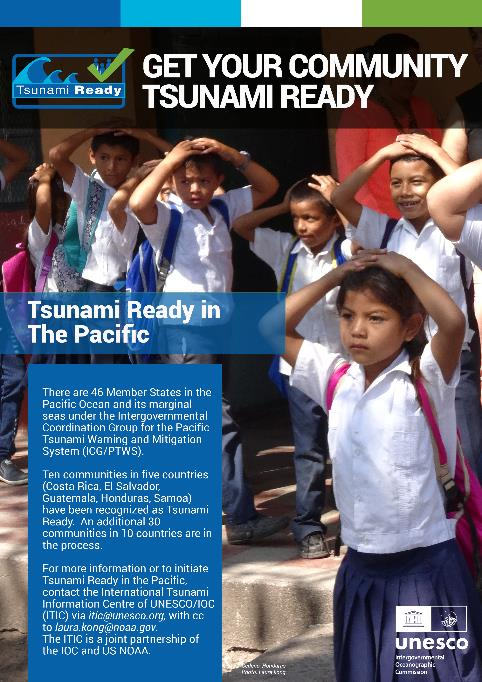 Tsunami Ready
GET YOUR COMMUNITY
TSUNAMI READY
Tsunami Ready in
The Pacific
There are 46 Member States in the
Pacific Ocean and its marginal
seas under the Intergovernmental
Coordination Group for the Pacific
Tsunami Warning and Mitigation
System (ICG/PTWS).
Ten communities in five countries
(Costa Rica, El Salvador,
Guatemala, Honduras, Samoa)
have been recognized as Tsunami
Ready. An additional 30
communities in 10 countries are in
the process.
For more information or to initiate
Tsunami Ready in the Pacific,
contact the International Tsunami
Information Centre of UNESCO/IOC
(ITIC) via itic@unesco.org, with cc
to laura.kong@noaa.gov.
The ITIC is a joint partnership of
the IOC and US NOAA.
Cedeno, Honduras
Photo: Laura Kong
unesco
Intergovernmental
Oceanographic
Commission